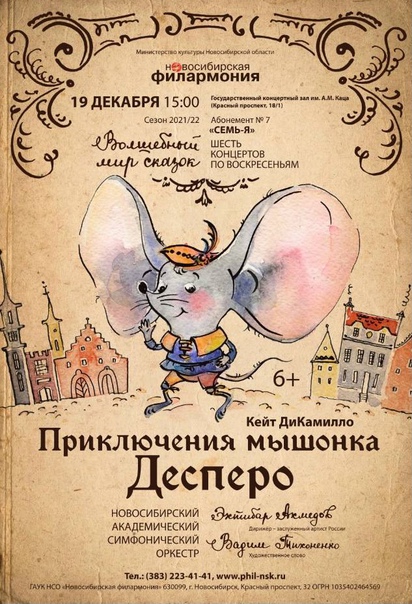 Министерство культуры Новосибирской области
новосибирская
филармония
19 ДЕКАБРЯ 15:00
Государственный концертный зал им. А.М. Каца
(Красный проспект, 18/1)
Сезон 2021/22
Абонемент № 7
«СЕМЬ-Я»
Волшебный
мир сказок
ШЕСТЬ
КОНЦЕРТОВ
ПО ВОСКРЕСЕНЬЯМ
6+
Кейт ДиКамилло
Приключения мышонка
Десперо
НОВОСИБИРСКИЙ
АКАДЕМИЧЕСКИЙ
СИМФОНИЧЕСКИЙ
ОРКЕСТР
Эхтибар Ахмедов
Дирижёр – заслуженный артист России
Вадим Тихоненко
Художественное слово
Тел.: (383) 223-41-41, www.phil-nsk.ru
ГАУК НСО «Новосибирская филармония» 630099, г. Новосибирск, Красный проспект, 32 ОГРН 1035402464569